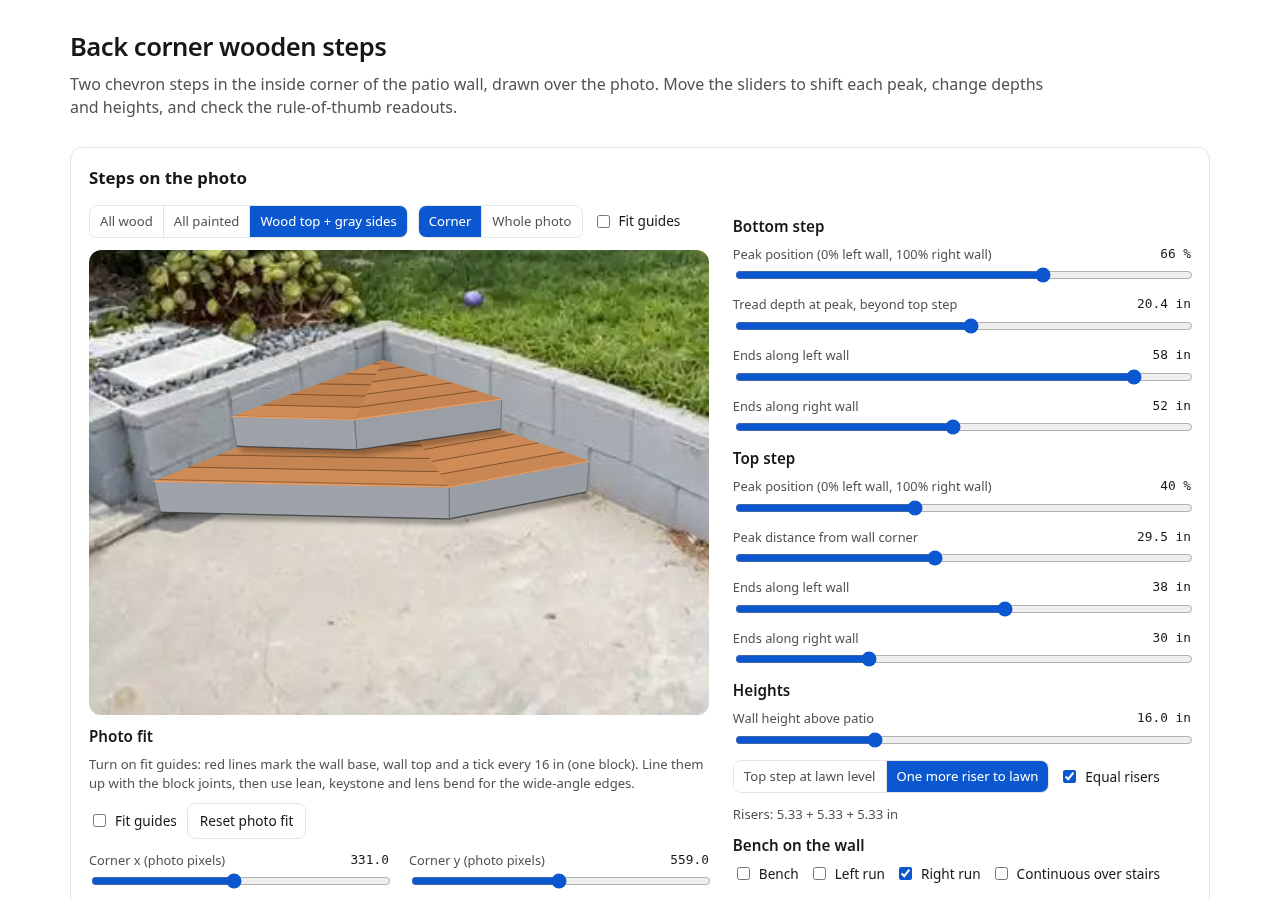 Back corner wooden steps
Two chevron steps in the inside corner of the patio wall, drawn over the photo. Move the sliders to shift each peak, change depths
and heights, and check the rule-of-thumb readouts.
Steps on the photo
All wood All painted Wood top + gray sides Corner Whole photo Fit guides
Photo fit
Turn on fit guides: red lines mark the wall base, wall top and a tick every 16 in (one block). Line them
up with the block joints, then use lean, keystone and lens bend for the wide-angle edges.
Fit guides Reset photo fit
Corner x (photo pixels) 331.0 Corner y (photo pixels) 559.0
Bottom step
Peak position (0% left wall, 100% right wall) 66 %
Tread depth at peak, beyond top step 20.4 in
Ends along left wall 58 in
Ends along right wall 52 in
Top step
Peak position (0% left wall, 100% right wall) 40 %
Peak distance from wall corner 29.5 in
Ends along left wall 38 in
Ends along right wall 30 in
Heights
Wall height above patio 16.0 in
Top step at lawn level One more riser to lawn Equal risers
Risers: 5.33 + 5.33 + 5.33 in
Bench on the wall
Bench Left run Right run Continuous over stairs